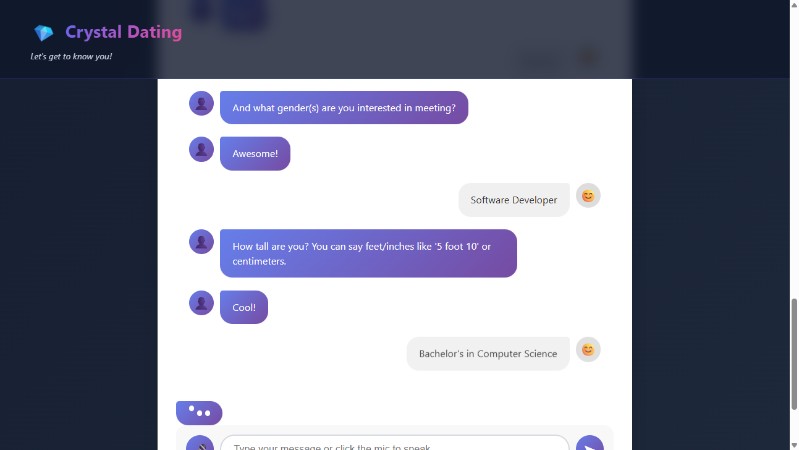 Crystal Dating
Let's get to know you!
And what gender(s) are you interested in meeting?
Awesome!
Software Developer
How tall are you? You can say feet/inches like '5 foot 10' or
centimeters.
Cool!
Bachelor's in Computer Science
Type your message or click the mic to speak